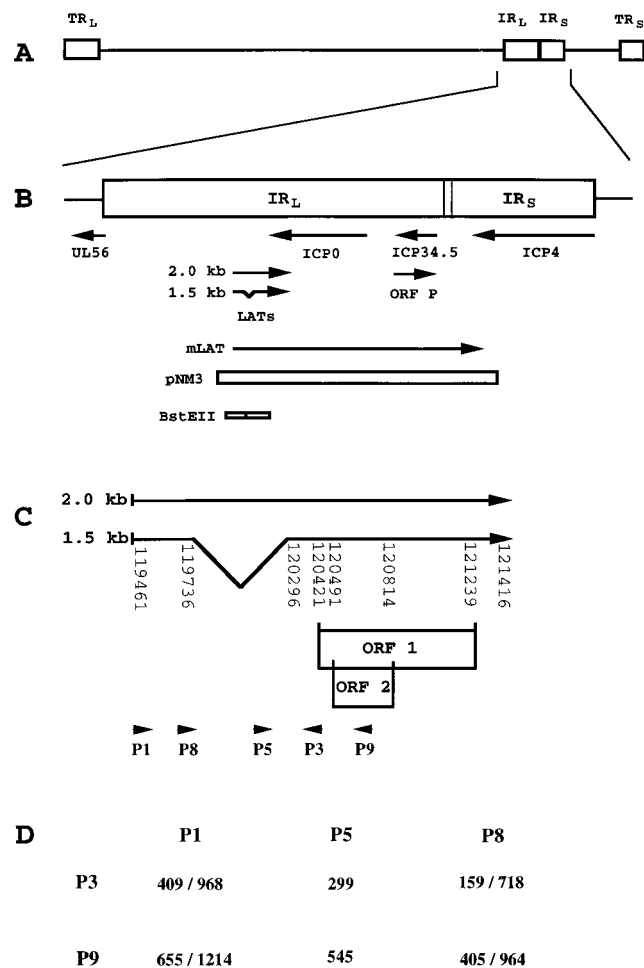 TRL IRL IRS TRS
A
B IRL IRS
UL56 ICP0 ICP34.5 ICP4
2.0 kb
1.5 kb ORF P
LATs
mLAT
pNM3
BstEII
2.0 kb
C
1.5 kb
119461 119736 120296 120421 120491 120814 121239 121416
ORF 1
ORF 2
P1 P8 P5 P3 P9
D P1 P5 P8
P3 409 / 968 299 159 / 718
P9 655 / 1214 545 405 / 964